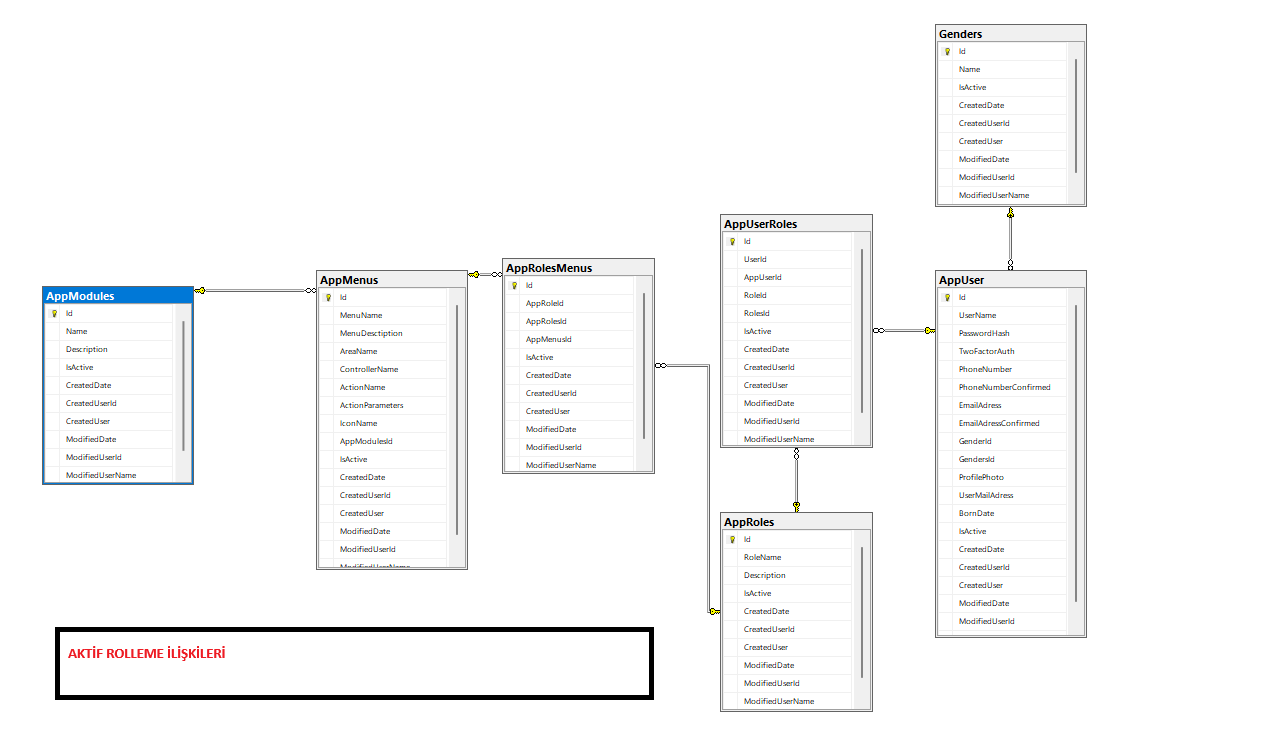 Genders
Id
Name
IsActive
CreatedDate
CreatedUserId
CreatedUser
ModifiedDate
ModifiedUserId
ModifiedUserName
AppUserRoles
Id
UserId
AppUserId
RoleId
RolesId
IsActive
CreatedDate
CreatedUserId
CreatedUser
ModifiedDate
ModifiedUserId
ModifiedUserName
AppRolesMenus
Id
AppRoleId
AppRolesId
AppMenusId
IsActive
CreatedDate
CreatedUserId
CreatedUser
ModifiedDate
ModifiedUserId
ModifiedUserName
AppMenus
Id
MenuName
MenuDesctiption
AreaName
ControllerName
ActionName
ActionParameters
IconName
AppModulesId
IsActive
CreatedDate
CreatedUserId
CreatedUser
ModifiedDate
ModifiedUserId
ModifiedUserName
AppUser
Id
UserName
PasswordHash
TwoFactorAuth
PhoneNumber
PhoneNumberConfirmed
EmailAdress
EmailAdressConfirmed
GenderId
GendersId
ProfilePhoto
UserMailAdress
BornDate
IsActive
CreatedDate
CreatedUserId
CreatedUser
ModifiedDate
ModifiedUserId
AppModules
Id
Name
Description
IsActive
CreatedDate
CreatedUserId
CreatedUser
ModifiedDate
ModifiedUserId
ModifiedUserName
AppRoles
Id
RoleName
Description
IsActive
CreatedDate
CreatedUserId
CreatedUser
ModifiedDate
ModifiedUserId
ModifiedUserName
AKTİF ROLLEME İLİŞKİLERİ